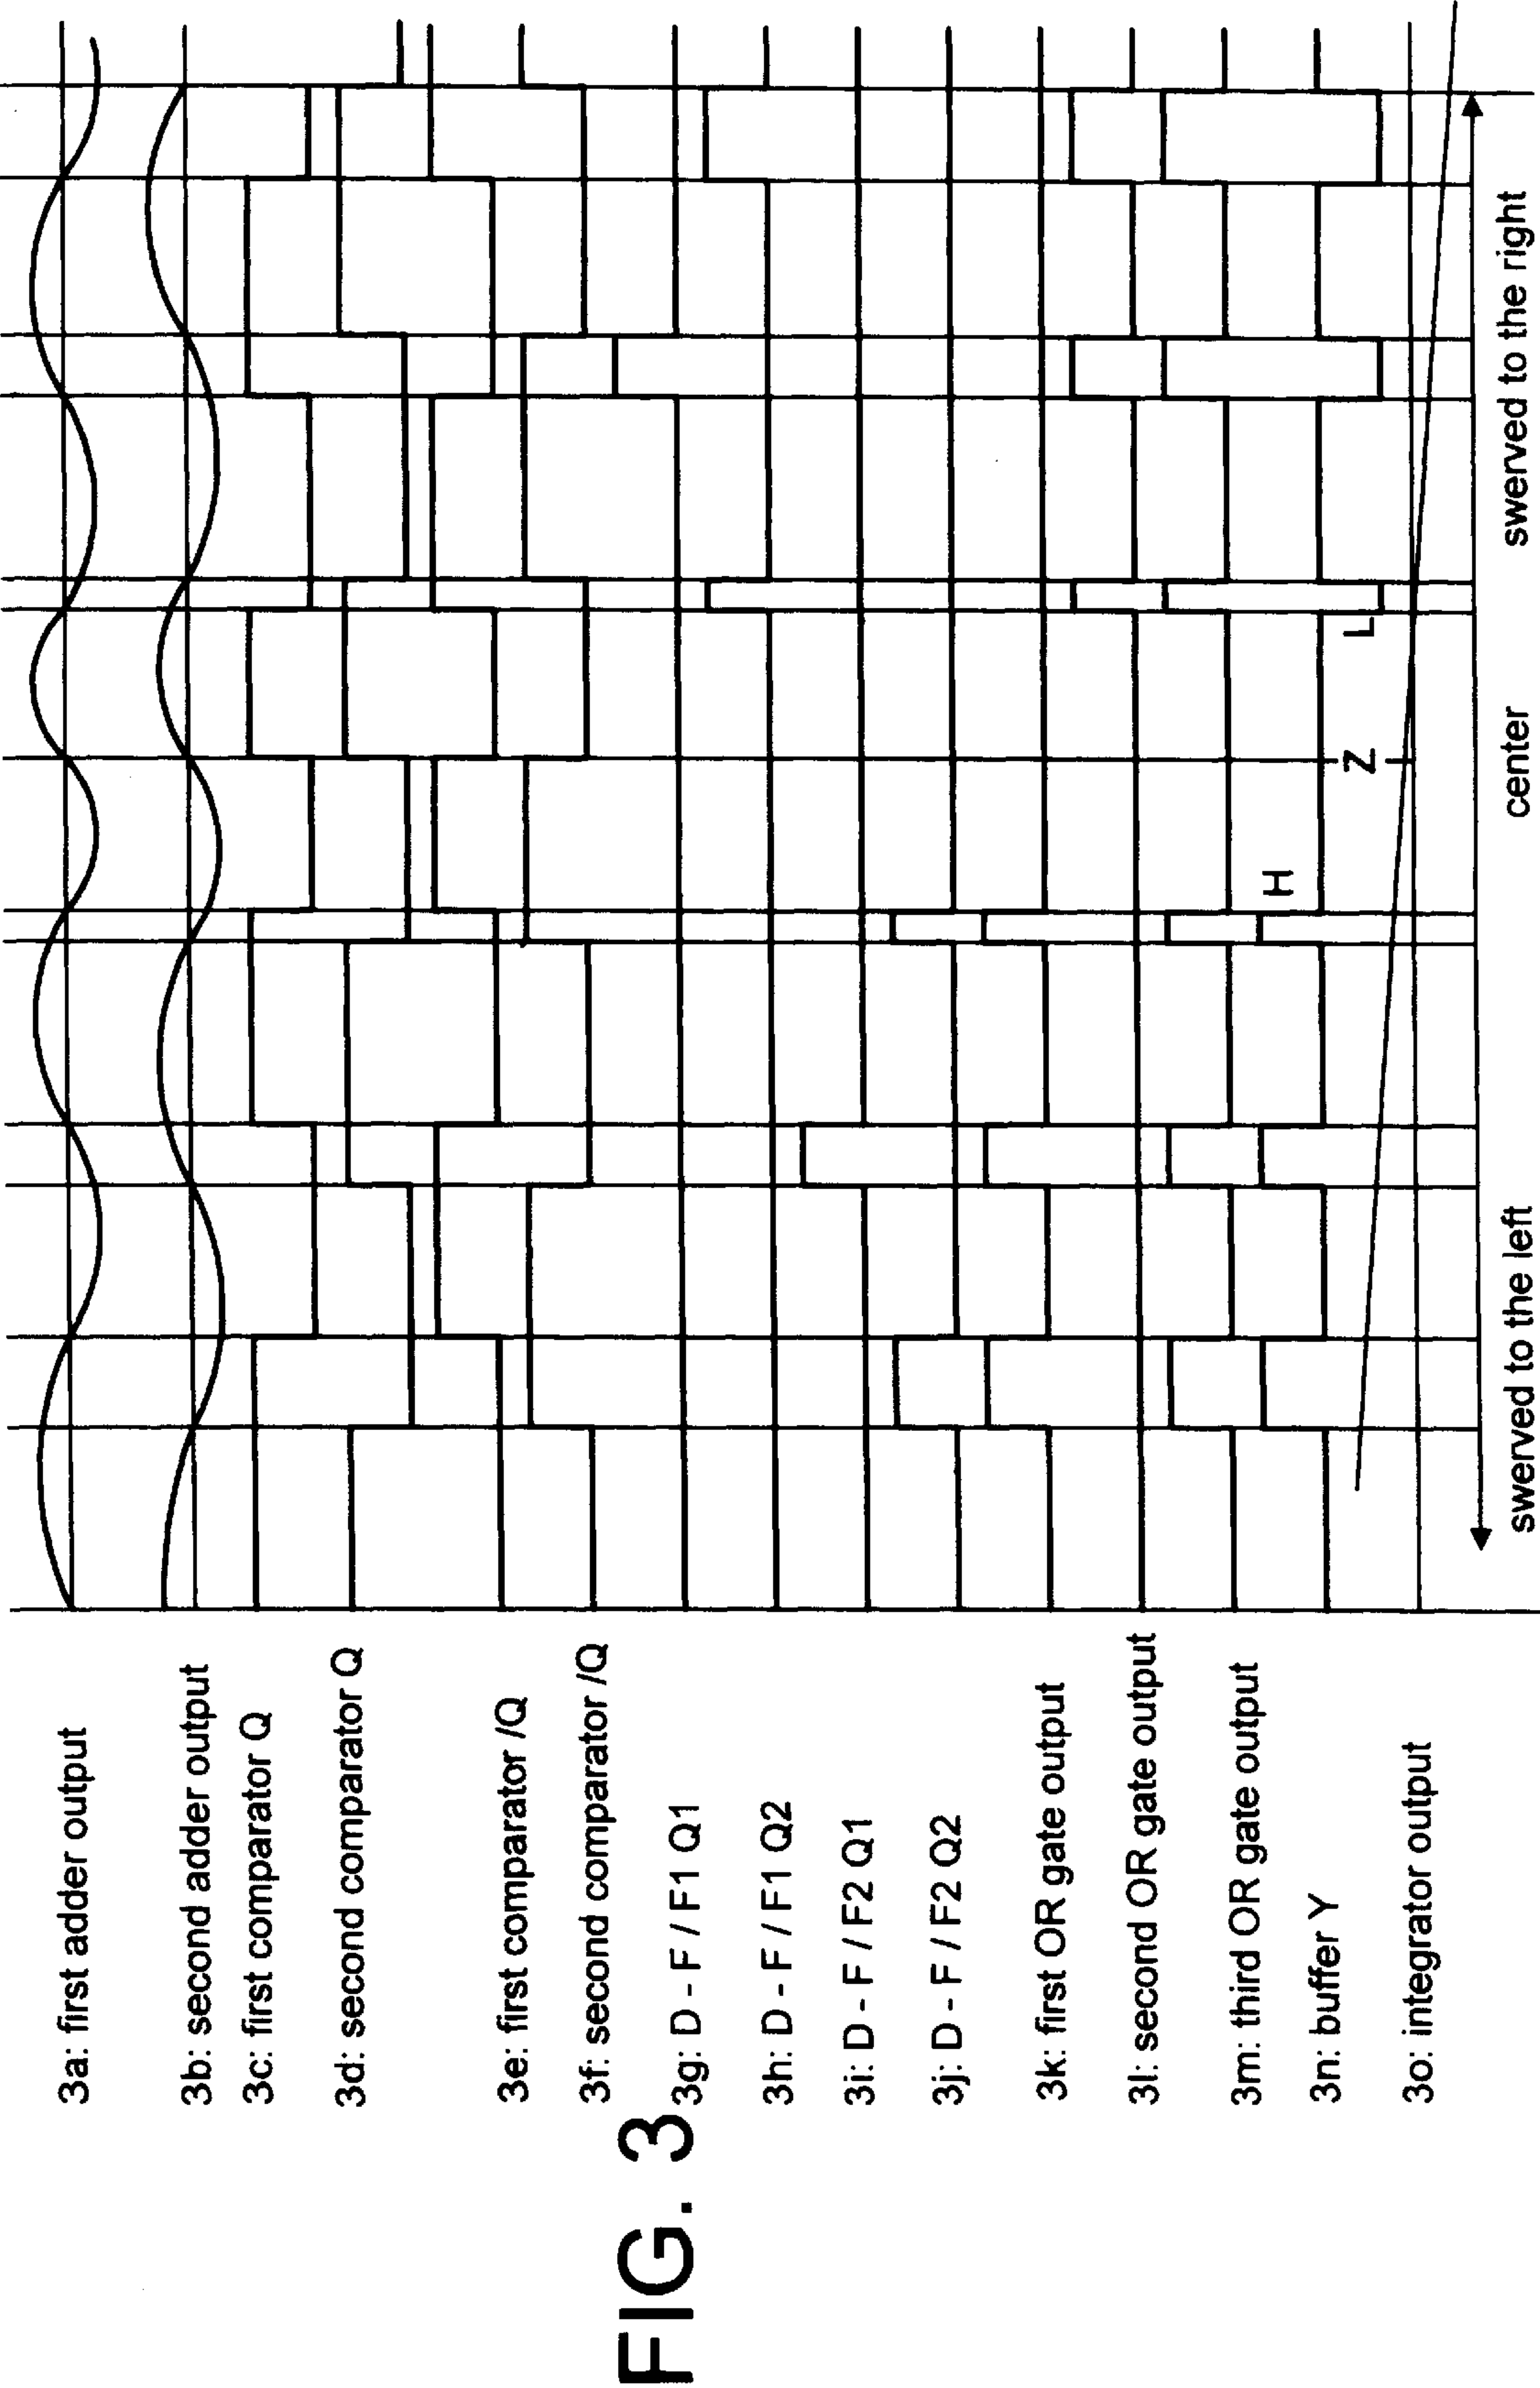 3a: first adder output
3b: second adder output
3c: first comparator Q
3d: second comparator Q
3e: first comparator /Q
3f: second comparator /Q
3g: D - F / F1 Q1
3h: D - F / F1 Q2
3i: D - F / F2 Q1
3j: D - F / F2 Q2
3k: first OR gate output
3l: second OR gate output
3m: third OR gate output
3n: buffer Y
3o: integrator output
H
Z
L
swerved to the left
center
swerved to the right
FIG. 3